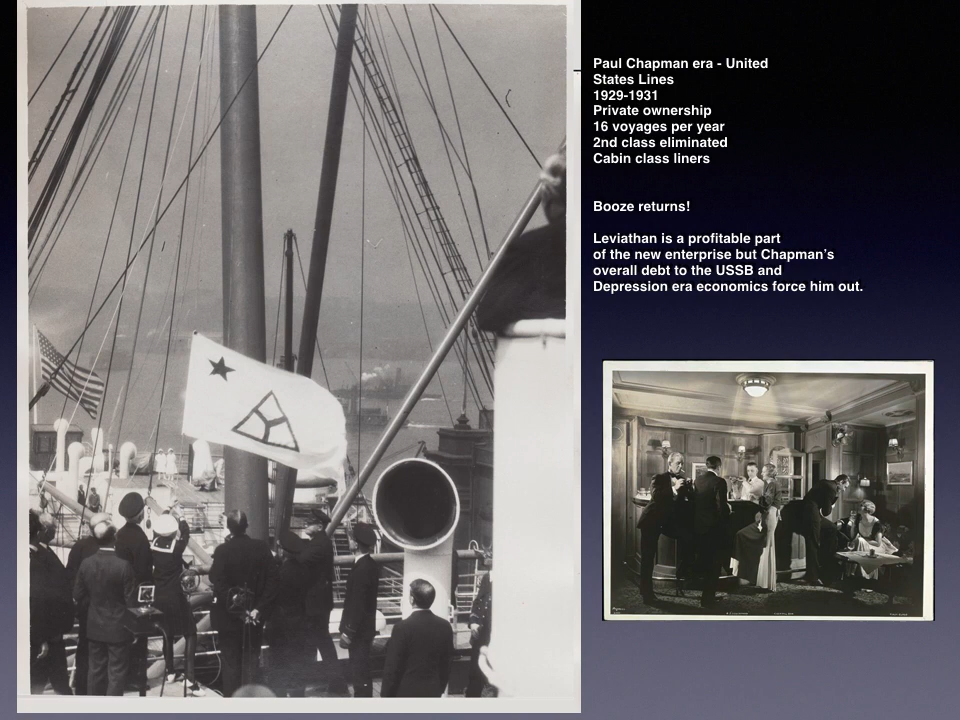 Paul Chapman era - United
States Lines
1929-1931
Private ownership
16 voyages per year
2nd class eliminated
Cabin class liners
Booze returns!
Leviathan is a profitable part
of the new enterprise but Chapman's
overall debt to the USSB and
Depression era economics force him out.